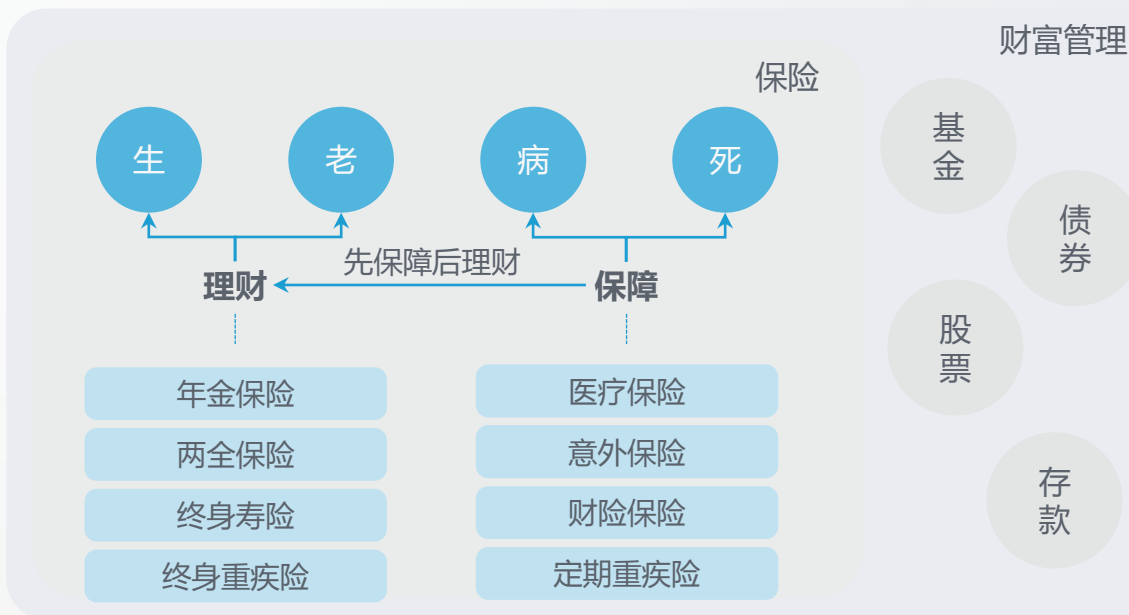 财富管理
保险
生
老
病
死
先保障后理财
理财
保障
年金保险
两全保险
终身寿险
终身重疾险
医疗保险
意外保险
财险保险
定期重疾险
基
金
债
券
股
票
存
款